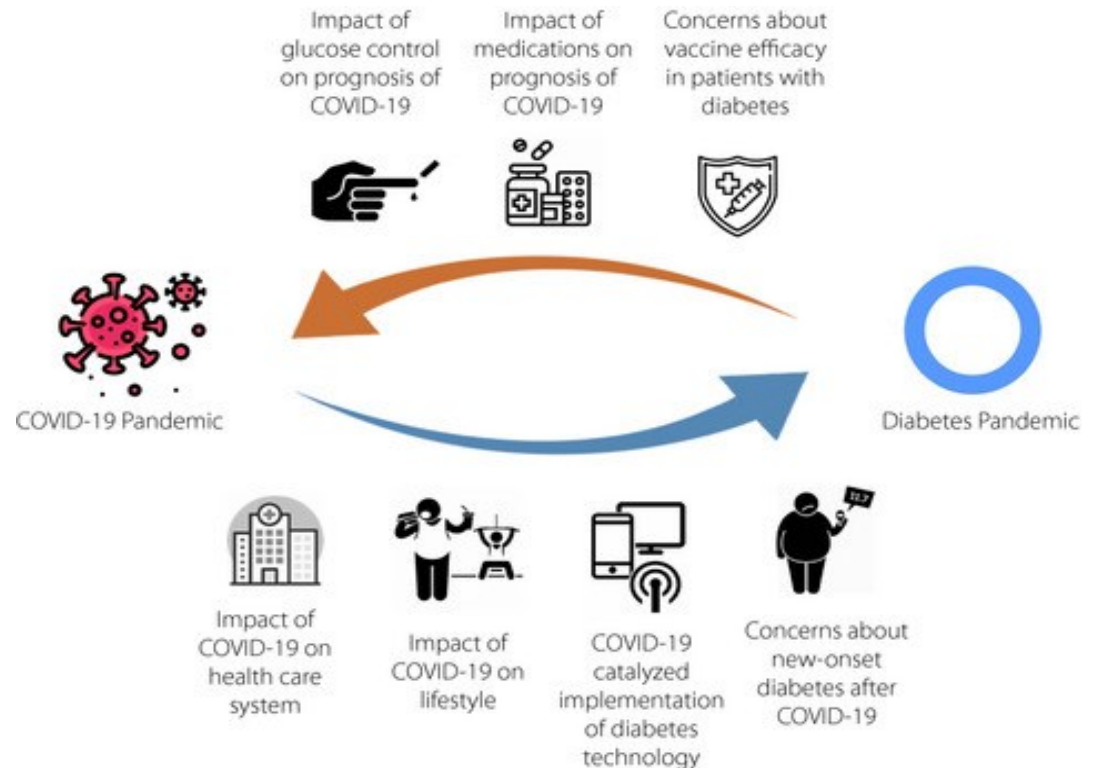 Impact of
glucose control
on prognosis of
COVID-19
Impact of
medications on
prognosis of
COVID-19
Concerns about
vaccine efficacy
in patients with
diabetes
COVID-19 Pandemic
Diabetes Pandemic
11.7
Impact of
COVID-19 on
health care
system
Impact of
COVID-19 on
lifestyle
COVID-19
catalyzed
implementation
of diabetes
technology
Concerns about
new-onset
diabetes after
COVID-19